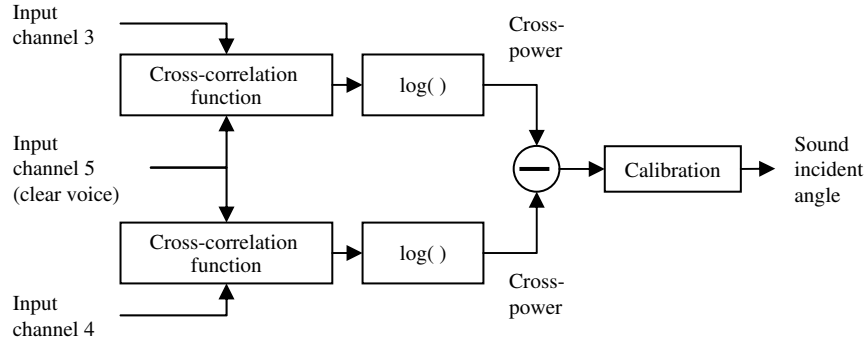 Input
channel 3
Cross-
power
Cross-correlation
function
log( )
Input
channel 5
(clear voice)
Calibration
Sound
incident
angle
Cross-correlation
function
log( )
Cross-
power
Input
channel 4